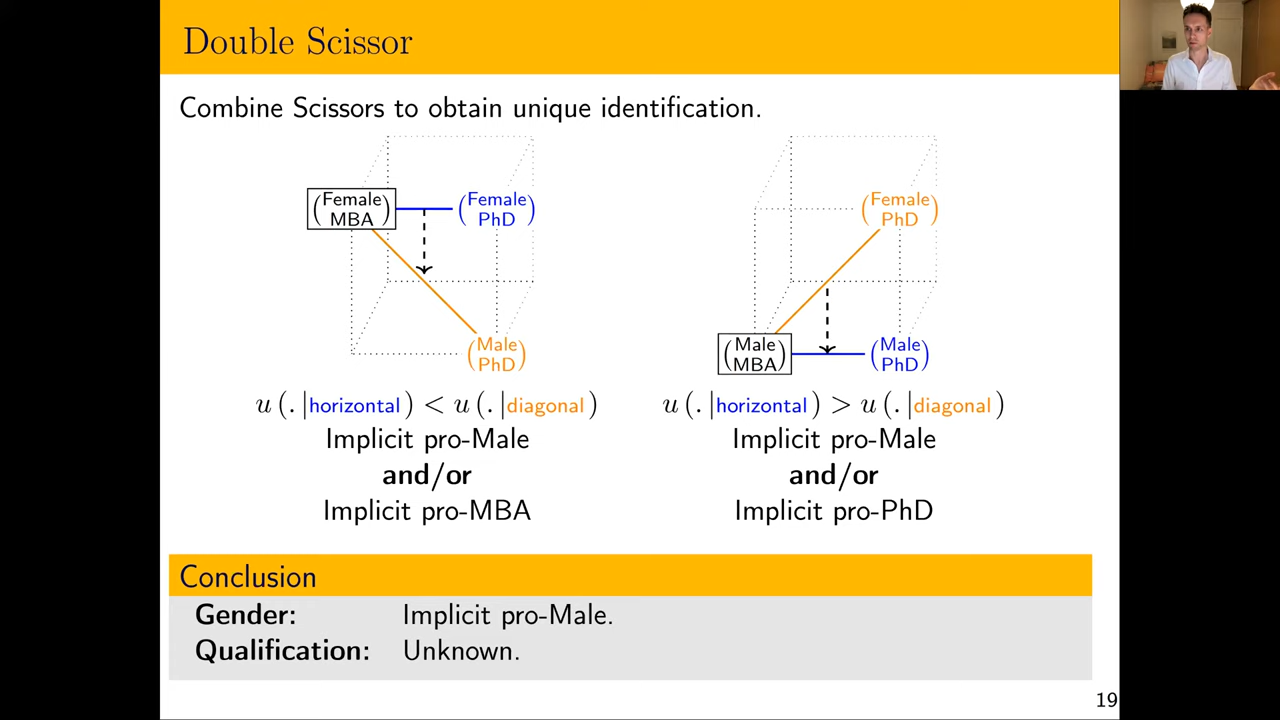 Double Scissor
Combine Scissors to obtain unique identification.
(Female MBA)
(Female PhD)
(Male PhD)
u (. |horizontal) < u (. |diagonal)
Implicit pro-Male
and/or
Implicit pro-MBA
(Female PhD)
(Male MBA)
(Male PhD)
u (. |horizontal) > u (. |diagonal)
Implicit pro-Male
and/or
Implicit pro-PhD
Conclusion
Gender: Implicit pro-Male.
Qualification: Unknown.
19